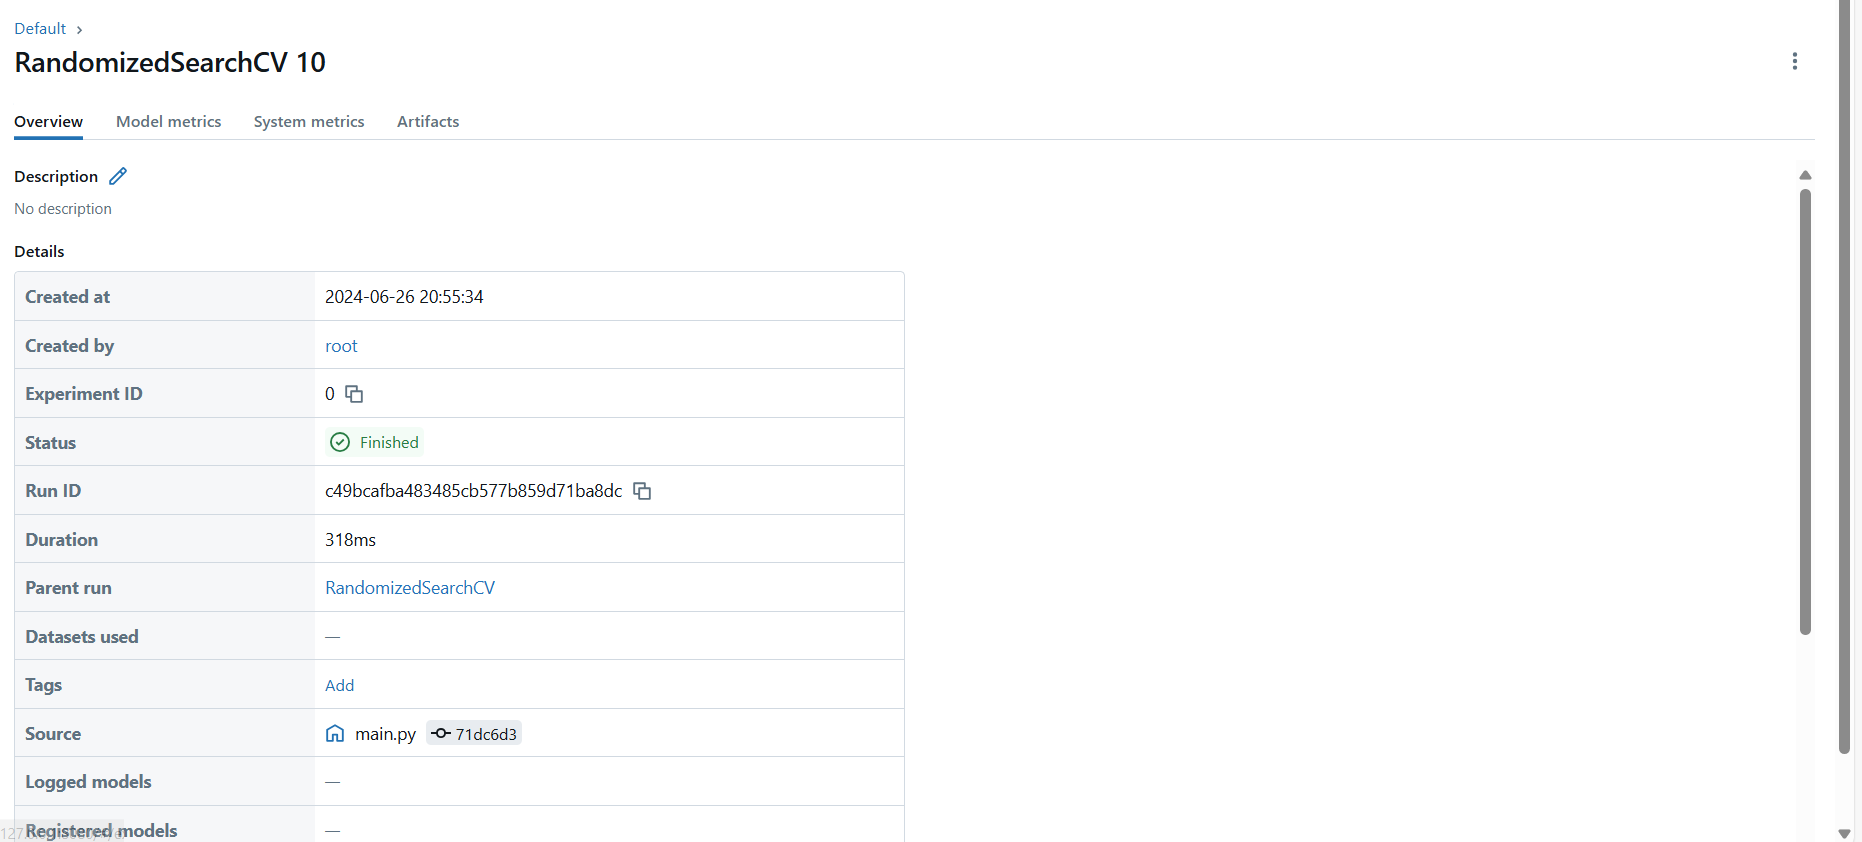 Default
RandomizedSearchCV 10
Overview Model metrics System metrics Artifacts
Description
No description
Details
Created at 2024-06-26 20:55:34
Created by root
Experiment ID 0
Status Finished
Run ID c49bcafba483485cb577b859d71ba8dc
Duration 318ms
Parent run RandomizedSearchCV
Datasets used —
Tags Add
Source main.py 71dc6d3
Logged models —
Registered models —